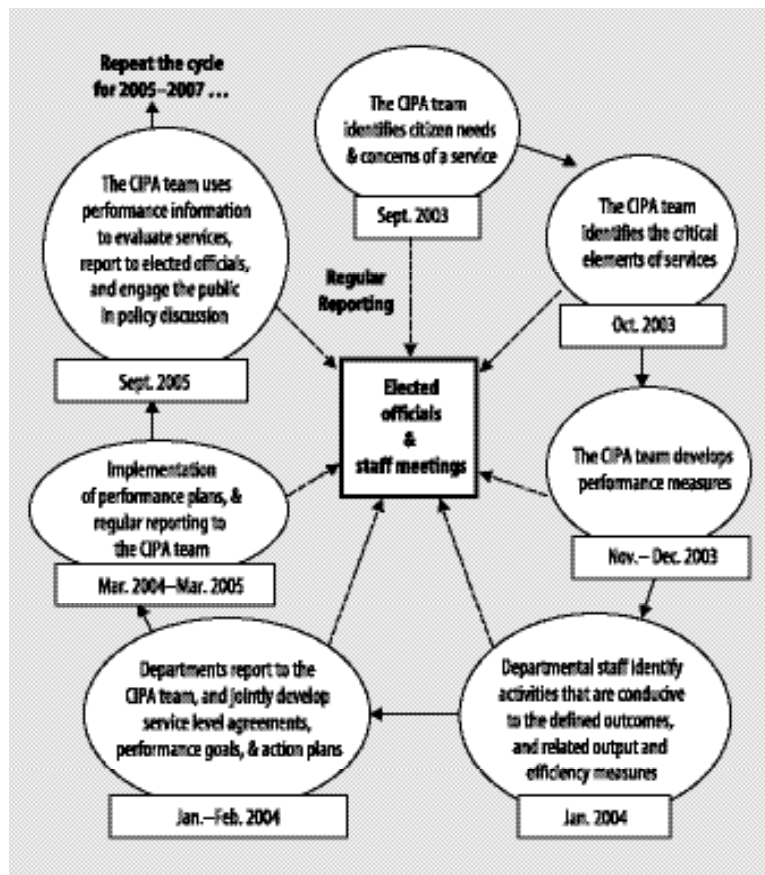 Repeat the cycle
for 2005–2007 ...
The CIPA team
identifies citizen needs
& concerns of a service
Sept. 2003
The CIPA team
identifies the critical
elements of services
Oct. 2003
The CIPA team develops
performance measures
Nov.– Dec. 2003
Departmental staff identify
activities that are conducive
to the defined outcomes,
and related output and
efficiency measures
Jan. 2004
Departments report to the
CIPA team, and jointly develop
service level agreements,
performance goals, & action plans
Jan.–Feb. 2004
Implementation
of performance plans, &
regular reporting to
the CIPA team
Mar. 2004–Mar. 2005
The CIPA team uses
performance information
to evaluate services,
report to elected officials,
and engage the public
in policy discussion
Sept. 2005
Regular
Reporting
Elected
officials
&
staff meetings